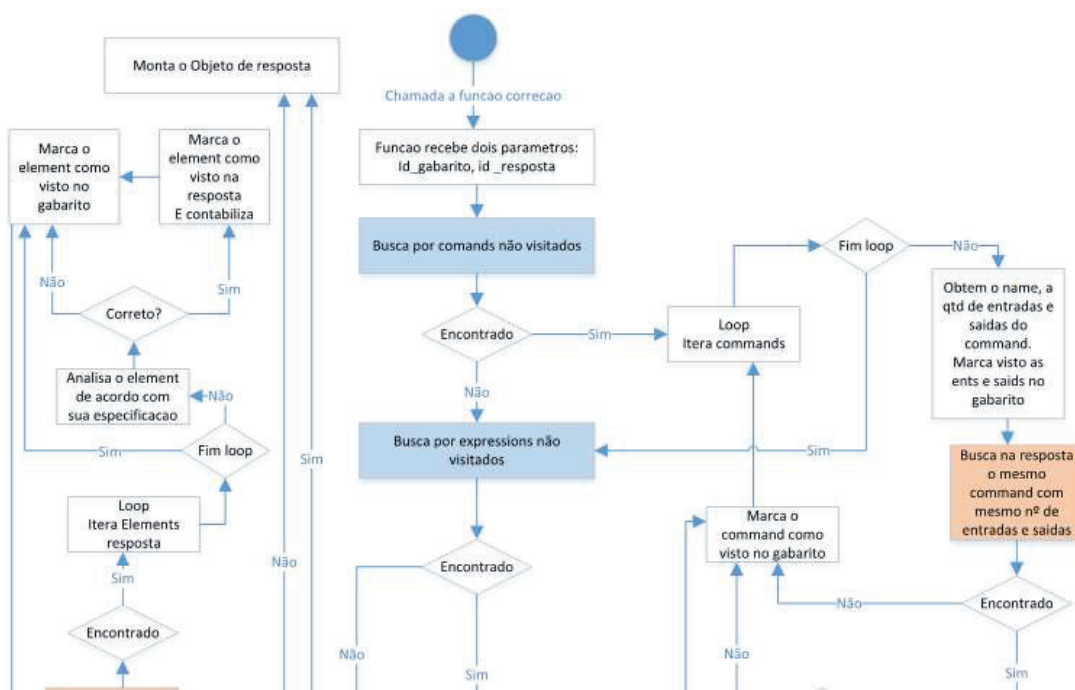 Monta o Objeto de resposta
Chamada a funcao correcao
Funcao recebe dois parametros:
Id_gabarito, id _resposta
Marca o
element como
visto no
gabarito
Marca o
element como
visto na
resposta
E contabiliza
Busca por comands não visitados
Fim loop
Não
Obtem o name, a
qtd de entradas e
saidas do
command.
Marca visto as
ents e saids no
gabarito
Não
Sim
Correto?
Encontrado
Sim
Loop
Itera commands
Não
Analisa o element
de acordo com
sua especificacao
Não
Busca por expressions não
visitados
Sim
Fim loop
Sim
Sim
Busca na resposta
o mesmo
command com
mesmo nº de
entradas e saidas
Loop
Itera Elements
resposta
Marca o
command como
visto no gabarito
Não
Encontrado
Sim
Não
Encontrado
Encontrado
Não
Sim
Não
Sim